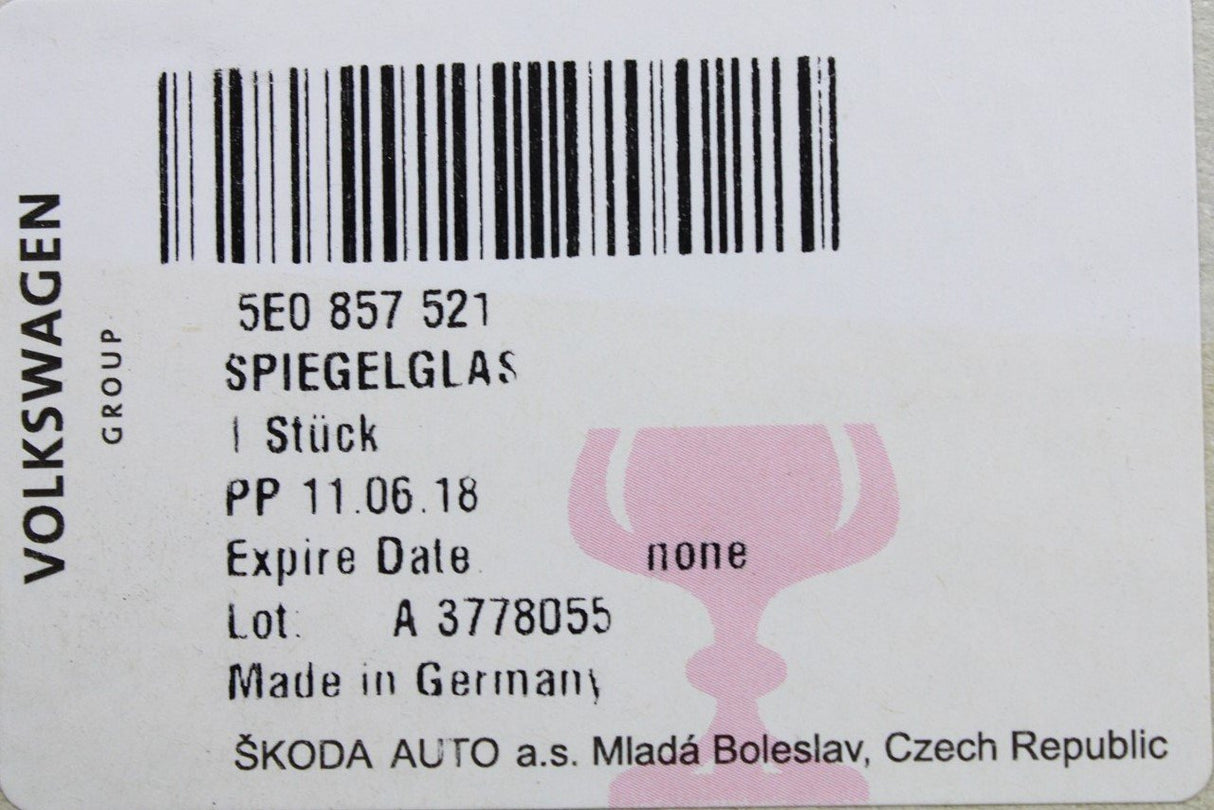 VOLKSWAGEN
GROUP
5E0 857 521
SPIEGELGLAS
1 Stück
PP 11.06.18
Expire Date none
Lot: A 3778055
Made in Germany
ŠKODA AUTO a.s. Mladá Boleslav, Czech Republic